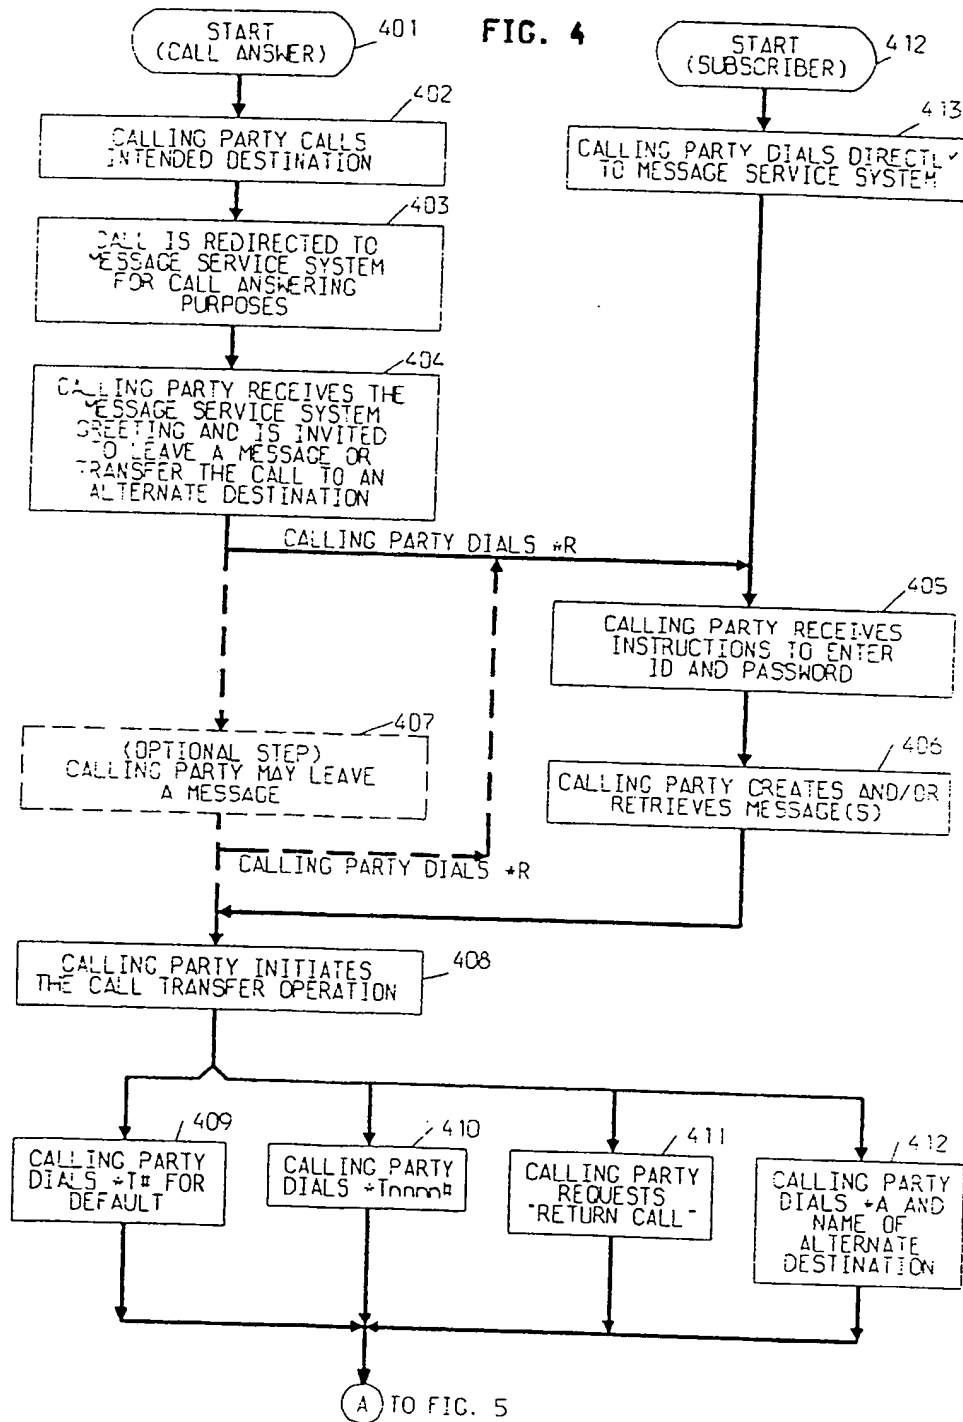 FIG. 4
START
(CALL ANSWER)
401
START
(SUBSCRIBER)
412
402
CALLING PARTY CALLS
INTENDED DESTINATION
413
CALLING PARTY DIALS DIRECTLY
TO MESSAGE SERVICE SYSTEM
403
CALL IS REDIRECTED TO
MESSAGE SERVICE SYSTEM
FOR CALL ANSWERING
PURPOSES
404
CALLING PARTY RECEIVES THE
MESSAGE SERVICE SYSTEM
GREETING AND IS INVITED
TO LEAVE A MESSAGE OR
TRANSFER THE CALL TO AN
ALTERNATE DESTINATION
CALLING PARTY DIALS *R
405
CALLING PARTY RECEIVES
INSTRUCTIONS TO ENTER
ID AND PASSWORD
407
(OPTIONAL STEP)
CALLING PARTY MAY LEAVE
A MESSAGE
406
CALLING PARTY CREATES AND/OR
RETRIEVES MESSAGE(S)
CALLING PARTY DIALS *R
CALLING PARTY INITIATES
THE CALL TRANSFER OPERATION
408
409
CALLING PARTY
DIALS *T# FOR
DEFAULT
410
CALLING PARTY
DIALS *Tnnnn#
411
CALLING PARTY
REQUESTS
"RETURN CALL"
412
CALLING PARTY
DIALS *A AND
NAME OF
ALTERNATE
DESTINATION
A TO FIG. 5